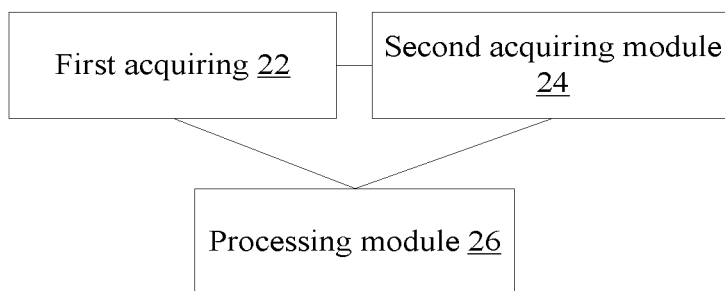 First acquiring 22
Second acquiring module
24
Processing module 26